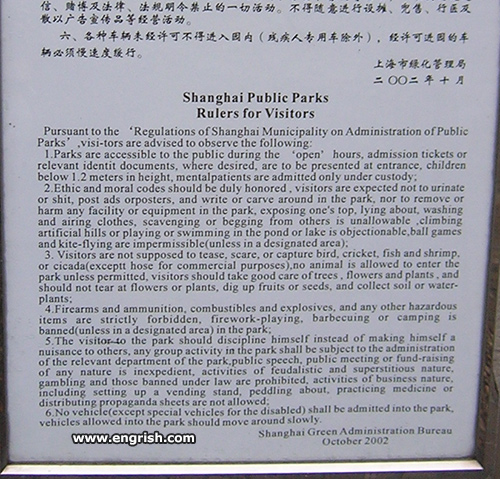 信、赌博及法律、法规明令禁止的一切活动。不得随意进行设摊、兜售、行医及
散以广告宣传品等经营活动。
六、各种车辆未经许可不得进入园内（残疾人专用车除外），经许可进园的车
辆必须慢速度缓行。
上海市绿化管理局
二〇〇二年十月
Shanghai Public Parks
Rulers for Visitors
Pursuant to the ‘Regulations of Shanghai Municipality on Administration of Public
Parks’ ,visi-tors are advised to observe the following:
1.Parks are accessible to the public during the ‘open’ hours, admission tickets or
relevant identit documents, where desired, are to be presented at entrance, children
below 1.2 meters in height, mentalpatients are admitted only under custody;
2.Ethic and moral codes should be duly honored , visitors are expected not to urinate
or shit, post ads orposters, and write or carve around in the park, nor to remove or
harm any facility or equipment in the park, exposing one's top, lying about, washing
and airing clothes, scavenging or begging from others is unallowable ,climbing
artificial hills or playing or swimming in the pond or lake is objectionable,ball games
and kite-flying are impermissible(unless in a designated area);
3. Visitors are not supposed to tease, scare, or capture bird, cricket, fish and shrimp,
or cicada(except hose for commercial purposes),no animal is allowed to enter the
park unless permitted, visitors should take good care of trees , flowers and plants , and
should not tear at flowers or plants, dig up fruits or seeds, and collect soil or water-
plants;
4.Firearms and ammunition, combustibles and explosives, and any other hazardous
items are strictly forbidden, firework-playing, barbecuing or camping is
banned(unless in a designated area) in the park;
5.The visitor to the park should discipline himself instead of making himself a
nuisance to others, any group activity in the park shall be subject to the administration
of the relevant department of the park,public speech, public meeting or fund-raising
of any nature is inexpedient, activities of feudalistic and superstitious nature,
gambling and those banned under law are prohibited, activities of business nature,
including setting up a vending stand, peddling about, practicing medicine or
distributing propaganda sheets are not allowed;
6.No vehicle(except special vehicles for the disabled) shall be admitted into the park,
vehicles allowed into the park should move around slowly.
Shanghai Green Administration Bureau
October 2002
www.engrish.com